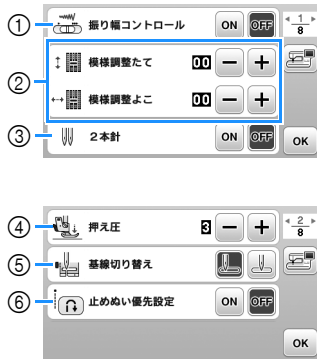 ① 振り幅コントロール ON OFF 1
8
② 模様調整たて 00 − +
模様調整よこ 00 − +
③ 2本針 ON OFF OK
④ 押え圧 3 − + 2
8
⑤ 基線切り替え
⑥ 止めぬい優先設定 ON OFF
OK